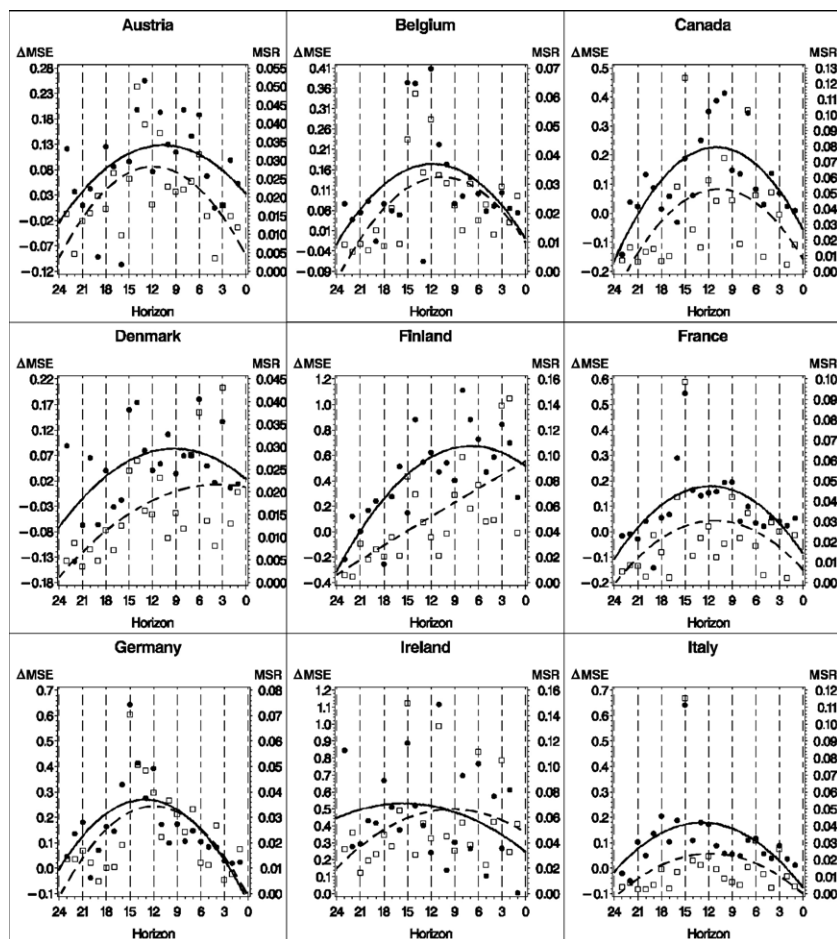 Austria Belgium Canada
ΔMSE MSR ΔMSE MSR ΔMSE MSR
0.28 0.055 0.41 0.07 0.5 0.13
0.12
0.23 0.050 0.36 0.06 0.4 0.11
0.045 0.31 0.10
0.18 0.040 0.26 0.05 0.3 0.09
0.13 0.035 0.21 0.04 0.2 0.08
0.08 0.030 0.16 0.07
0.03 0.025 0.11 0.03 0.1 0.06
0.05
−0.02 0.020 0.06 0.02 0.0 0.04
0.015 0.03
−0.07 0.010 0.01 0.01 −0.1 0.02
0.005 −0.04 0.01
−0.12 0.000 −0.09 0.00 −0.2 0.00
24 21 18 15 12 9 6 3 0 24 21 18 15 12 9 6 3 0 24 21 18 15 12 9 6 3 0
Horizon Horizon Horizon
Denmark Finland France
ΔMSE MSR ΔMSE MSR ΔMSE MSR
0.22 0.045 1.2 0.16 0.6 0.10
0.17 0.040 1.0 0.14 0.5 0.09
0.12 0.035 0.8 0.12 0.4 0.08
0.07 0.030 0.6 0.10 0.3 0.07
0.06
0.02 0.025 0.4 0.08 0.2 0.05
−0.03 0.020 0.2 0.06 0.1 0.04
−0.08 0.015 0.0 0.04 0.0 0.03
0.010 0.02
−0.13 0.005 −0.2 0.02 −0.1 0.01
−0.18 0.000 −0.4 0.00 −0.2 0.00
24 21 18 15 12 9 6 3 0 24 21 18 15 12 9 6 3 0 24 21 18 15 12 9 6 3 0
Horizon Horizon Horizon
Germany Ireland Italy
ΔMSE MSR ΔMSE MSR ΔMSE MSR
0.7 0.08 1.2 0.16 0.7 0.12
0.6 0.07 1.1 0.14 0.6 0.11
1.0 0.10
0.5 0.06 0.9 0.12 0.5 0.09
0.4 0.05 0.8 0.10 0.4 0.08
0.7 0.07
0.3 0.04 0.6 0.08 0.3 0.06
0.2 0.03 0.5 0.06 0.2 0.05
0.4 0.04
0.1 0.02 0.3 0.04 0.1 0.03
0.0 0.01 0.2 0.02 0.0 0.02
0.1 0.01
−0.1 0.00 0.0 0.00 −0.1 0.00
24 21 18 15 12 9 6 3 0 24 21 18 15 12 9 6 3 0 24 21 18 15 12 9 6 3 0
Horizon Horizon Horizon